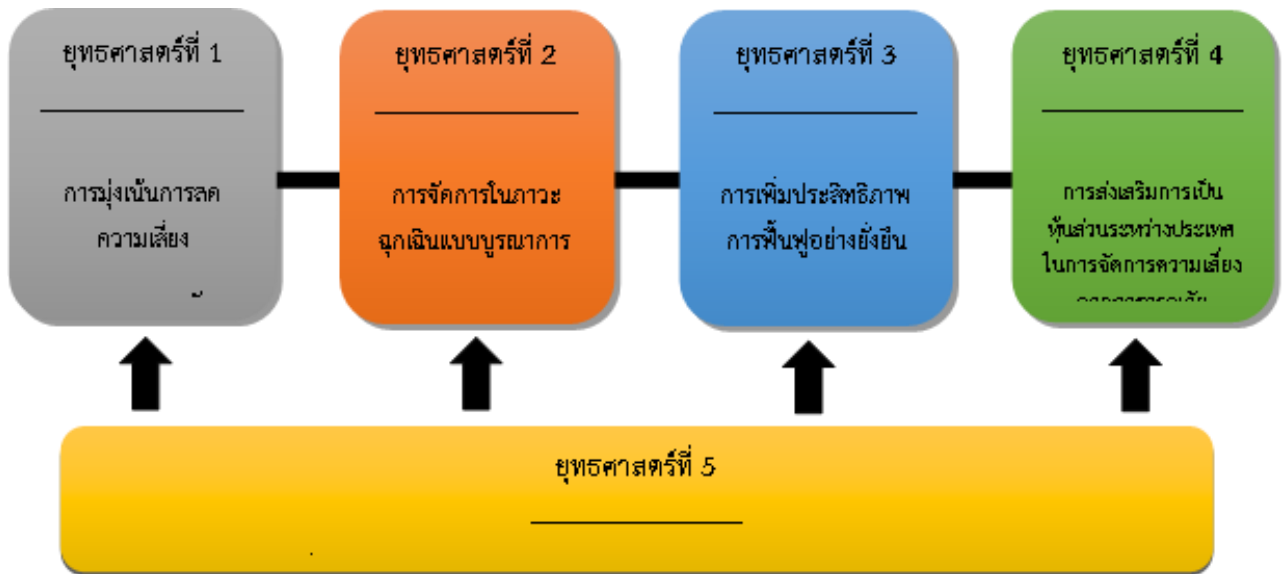 ยุทธศาสตร์ที่ 1
การมุ่งเน้นการลด
ความเสี่ยง
ยุทธศาสตร์ที่ 2
การจัดการในภาวะ
ฉุกเฉินแบบบูรณาการ
ยุทธศาสตร์ที่ 3
การเพิ่มประสิทธิภาพ
การฟื้นฟูอย่างยั่งยืน
ยุทธศาสตร์ที่ 4
การส่งเสริมการเป็น
หุ้นส่วนระหว่างประเทศ
ในการจัดการความเสี่ยง
ยุทธศาสตร์ที่ 5